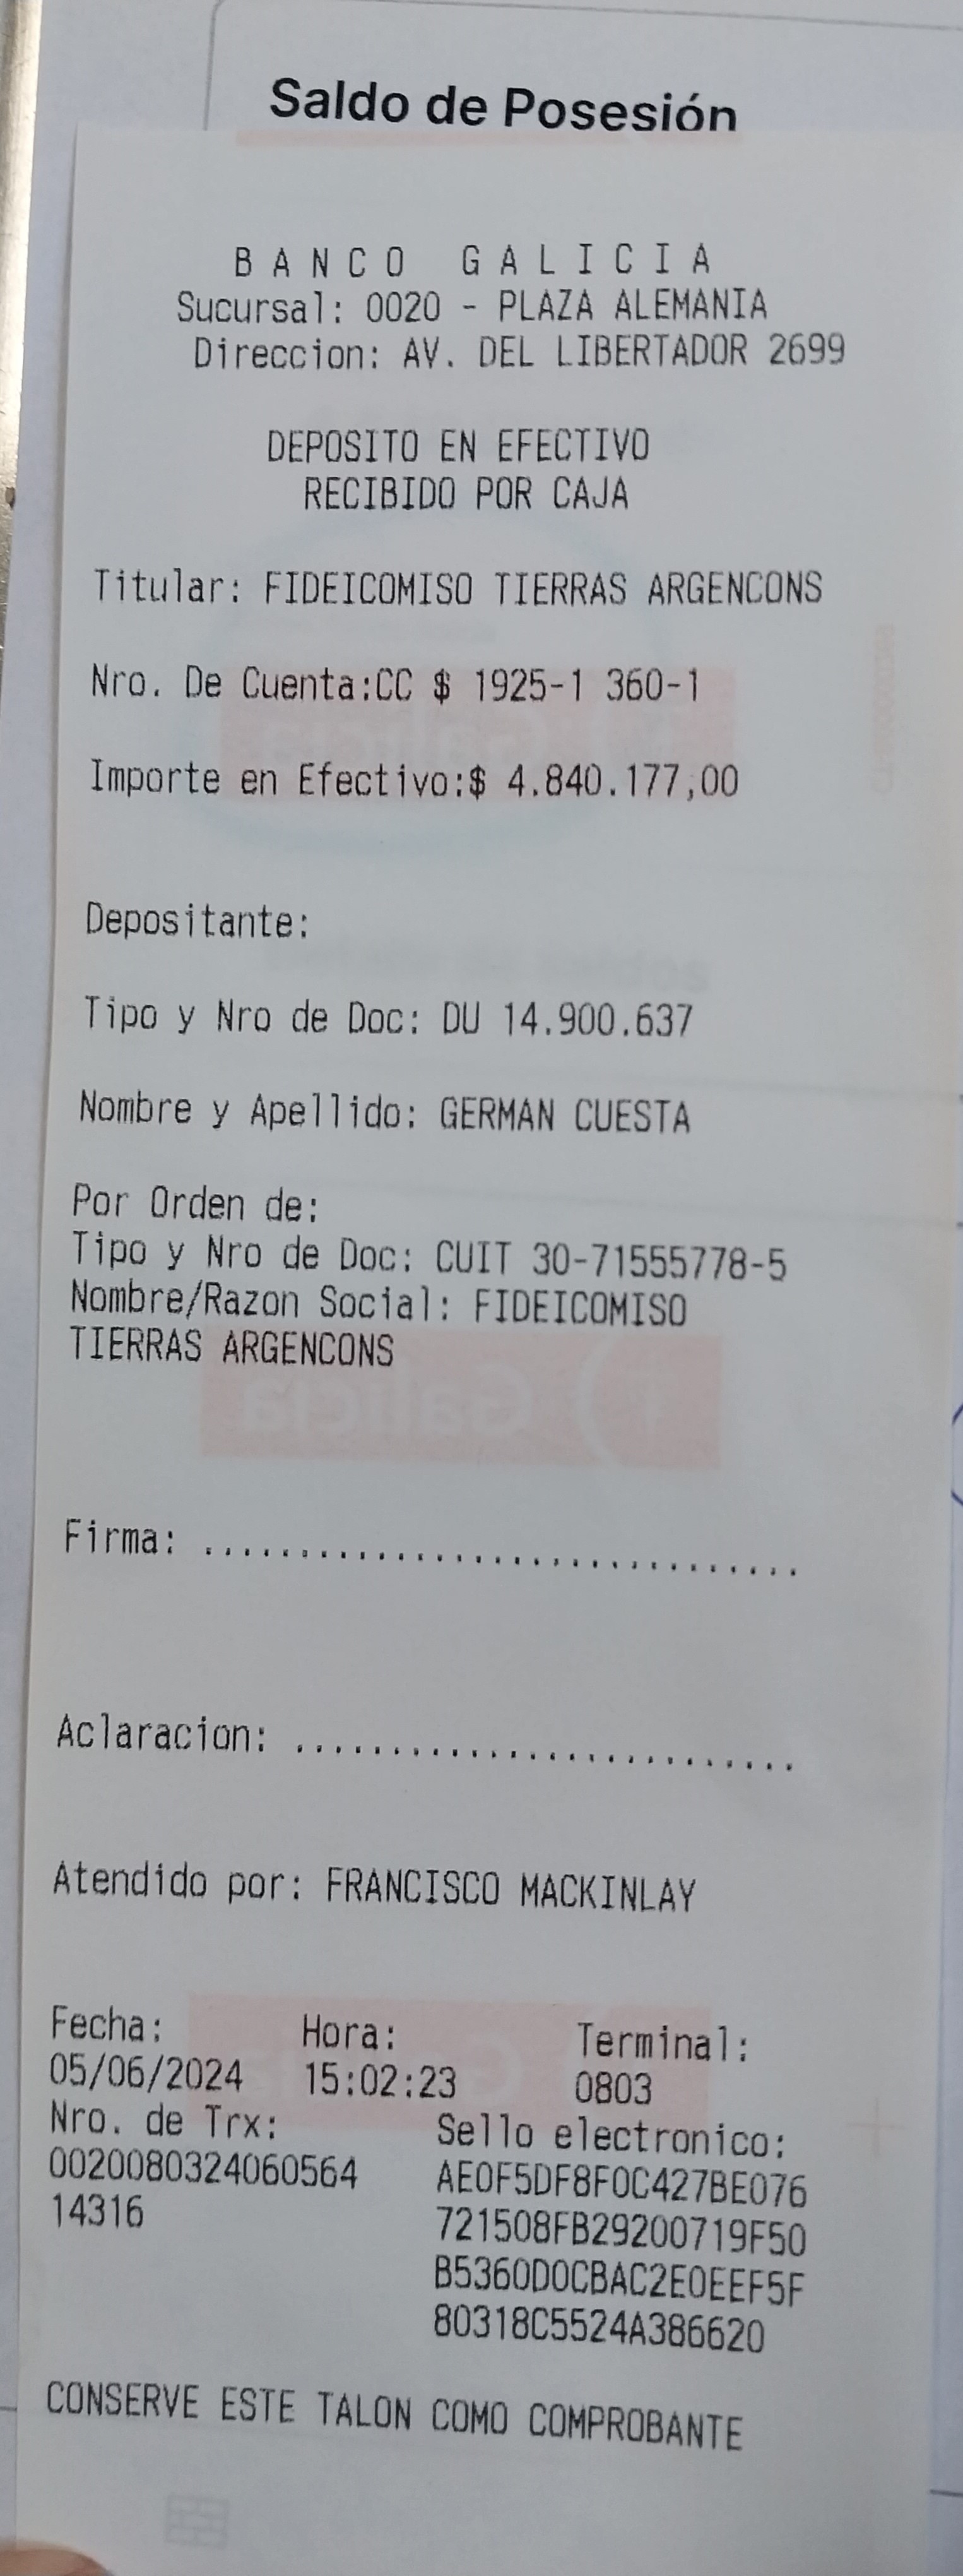 Saldo de Posesión
BANCO GALICIA
Sucursal: 0020 - PLAZA ALEMANIA
Direccion: AV. DEL LIBERTADOR 2699
DEPOSITO EN EFECTIVO
RECIBIDO POR CAJA
Titular: FIDEICOMISO TIERRAS ARGENCONS
Nro. De Cuenta:CC $ 1925-1 360-1
Importe en Efectivo:$ 4.840.177,00
Depositante:
Tipo y Nro de Doc: DU 14.900.637
Nombre y Apellido: GERMAN CUESTA
Por Orden de:
Tipo y Nro de Doc: CUIT 30-71555778-5
Nombre/Razon Social: FIDEICOMISO
TIERRAS ARGENCONS
Galicia
Firma: ...............................
Aclaracion: ..........................
Atendido por: FRANCISCO MACKINLAY
Fecha: Hora: Terminal:
05/06/2024 15:02:23 0803
Nro. de Trx: Sello electronico:
0020080324060564 AE0F5DF8F0C427BE076
14316 721508FB29200719F50
B5360D0CBAC2E0EEF5F
80318C5524A386620
CONSERVE ESTE TALON COMO COMPROBANTE